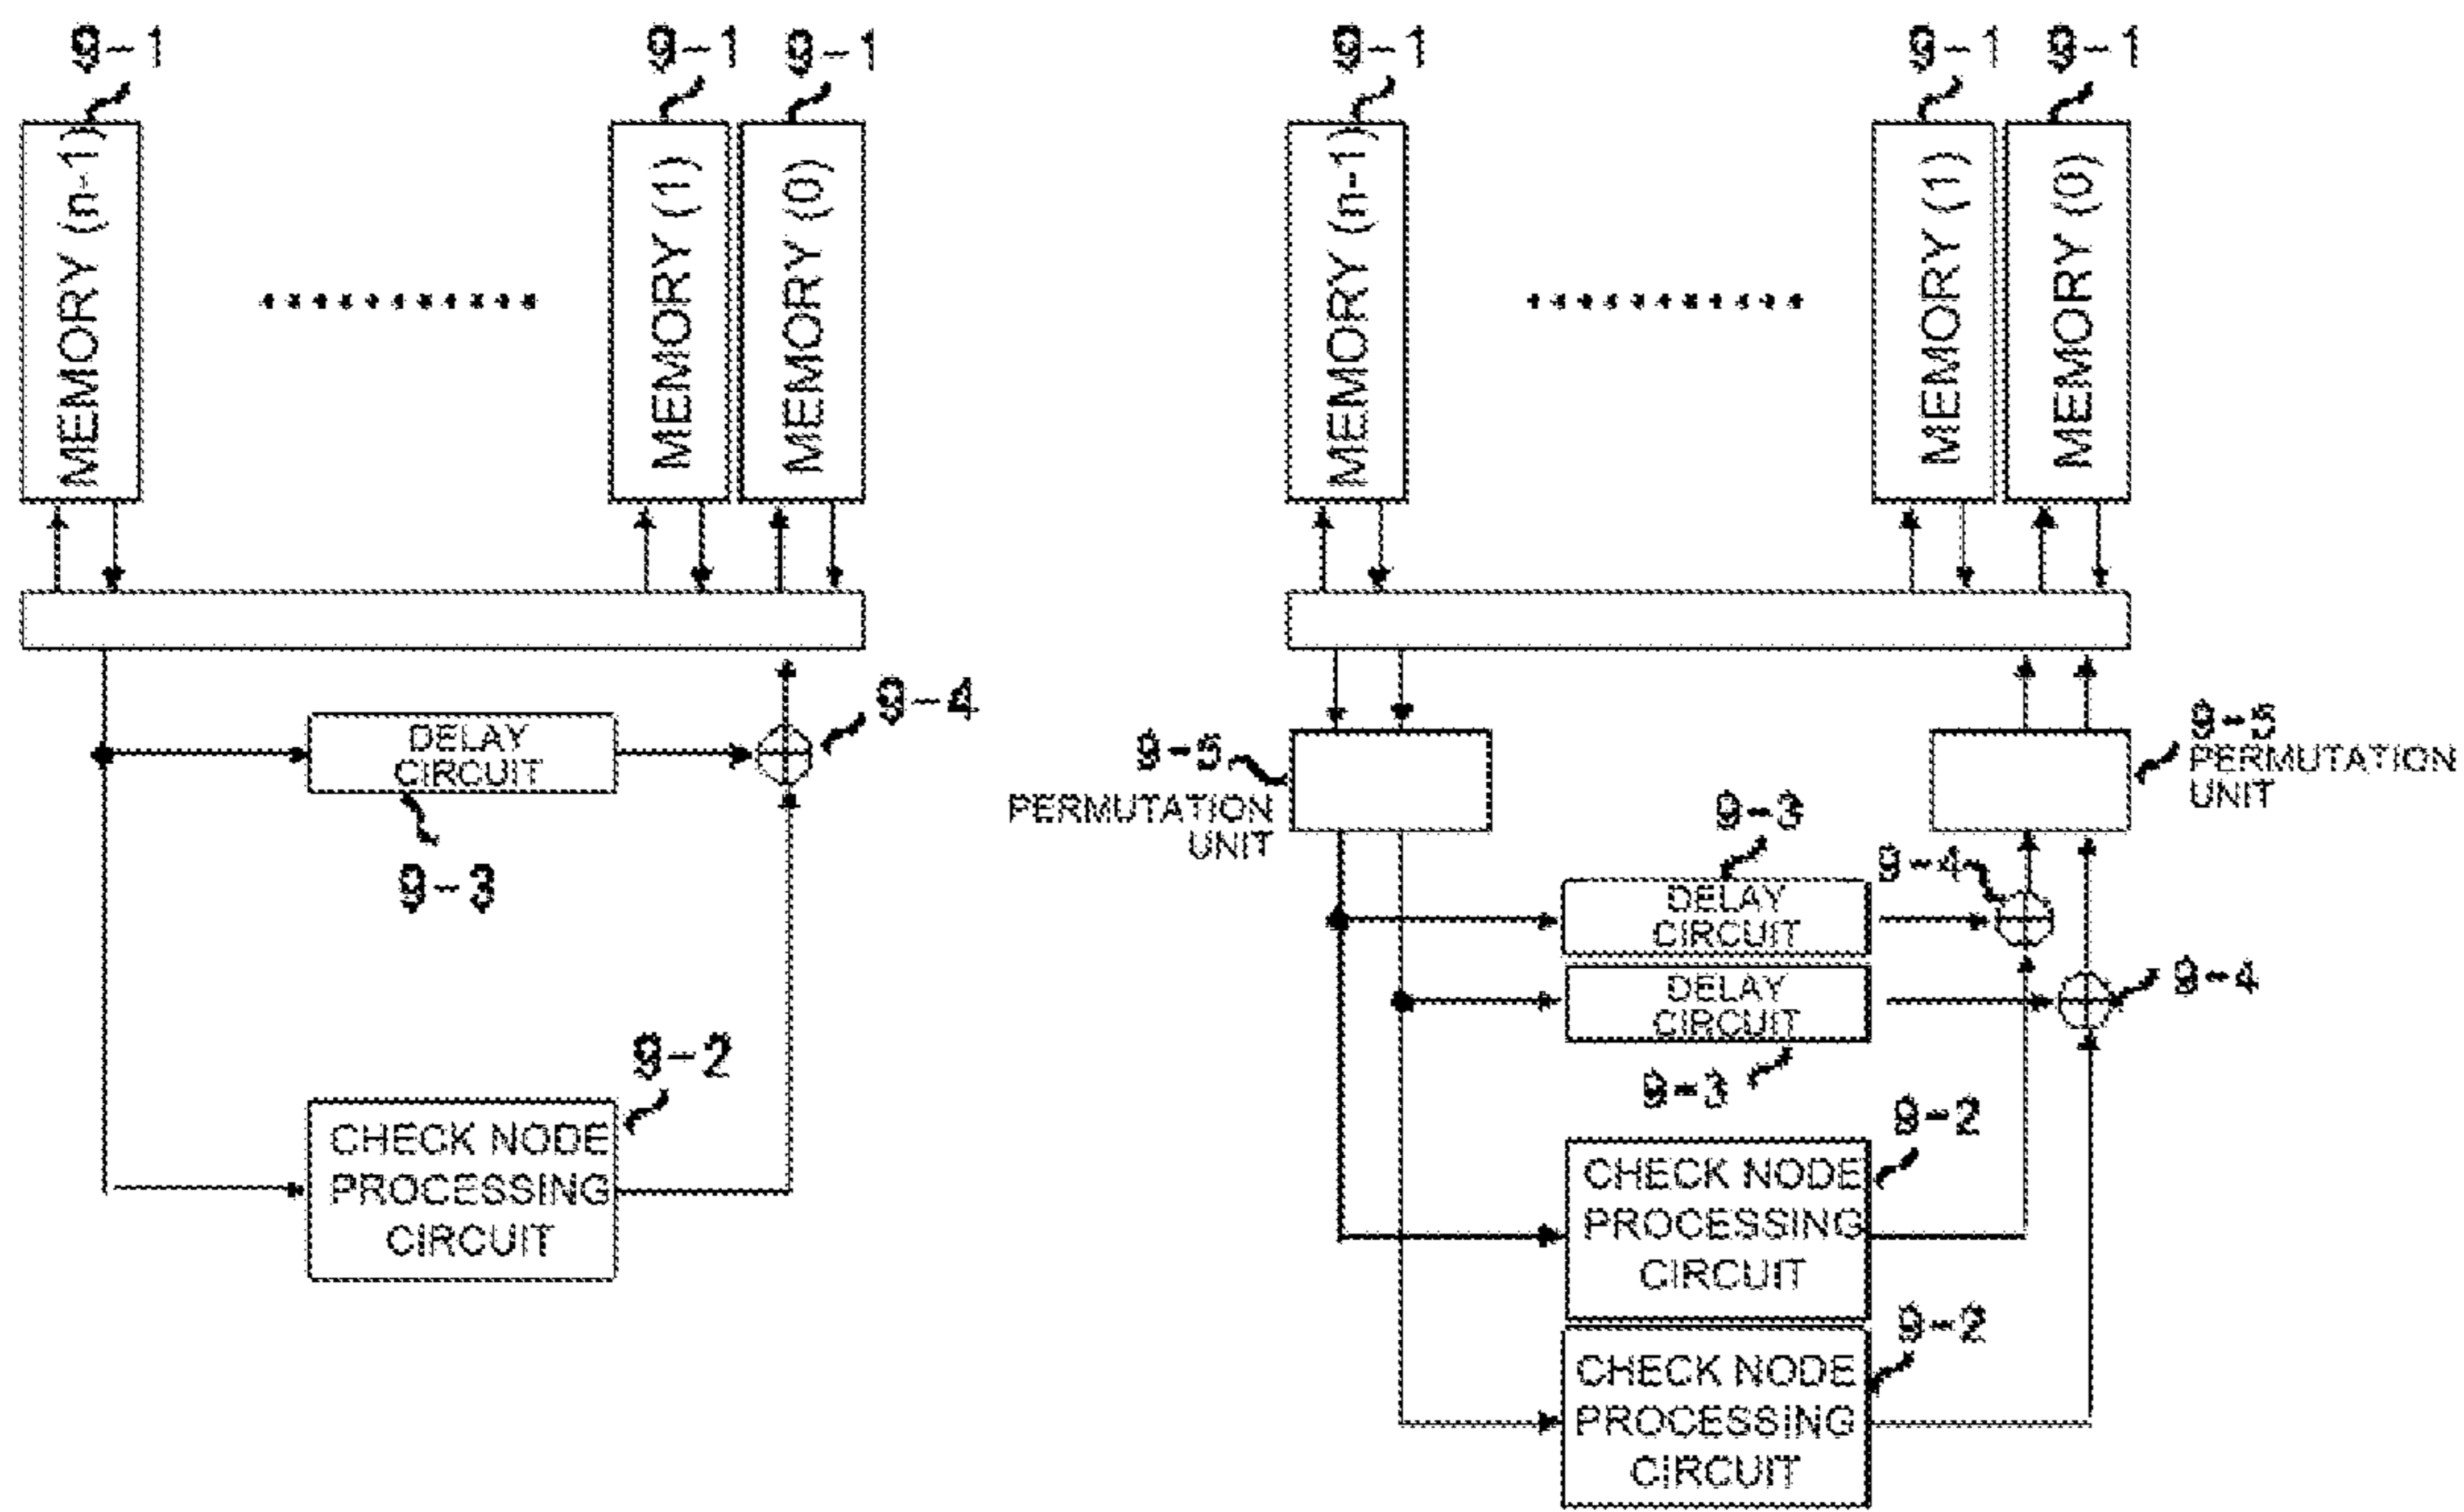 9-1
9-1
9-1
MEMORY (n-1)
MEMORY (1)
MEMORY (0)
9-4
DELAY
CIRCUIT
9-3
9-2
CHECK NODE
PROCESSING
CIRCUIT
9-1
9-1
9-1
MEMORY (n-1)
MEMORY (1)
MEMORY (0)
9-5
PERMUTATION
UNIT
9-5
PERMUTATION
UNIT
9-3
9-4
DELAY
CIRCUIT
DELAY
CIRCUIT
9-4
9-3
9-2
CHECK NODE
PROCESSING
CIRCUIT
9-2
CHECK NODE
PROCESSING
CIRCUIT